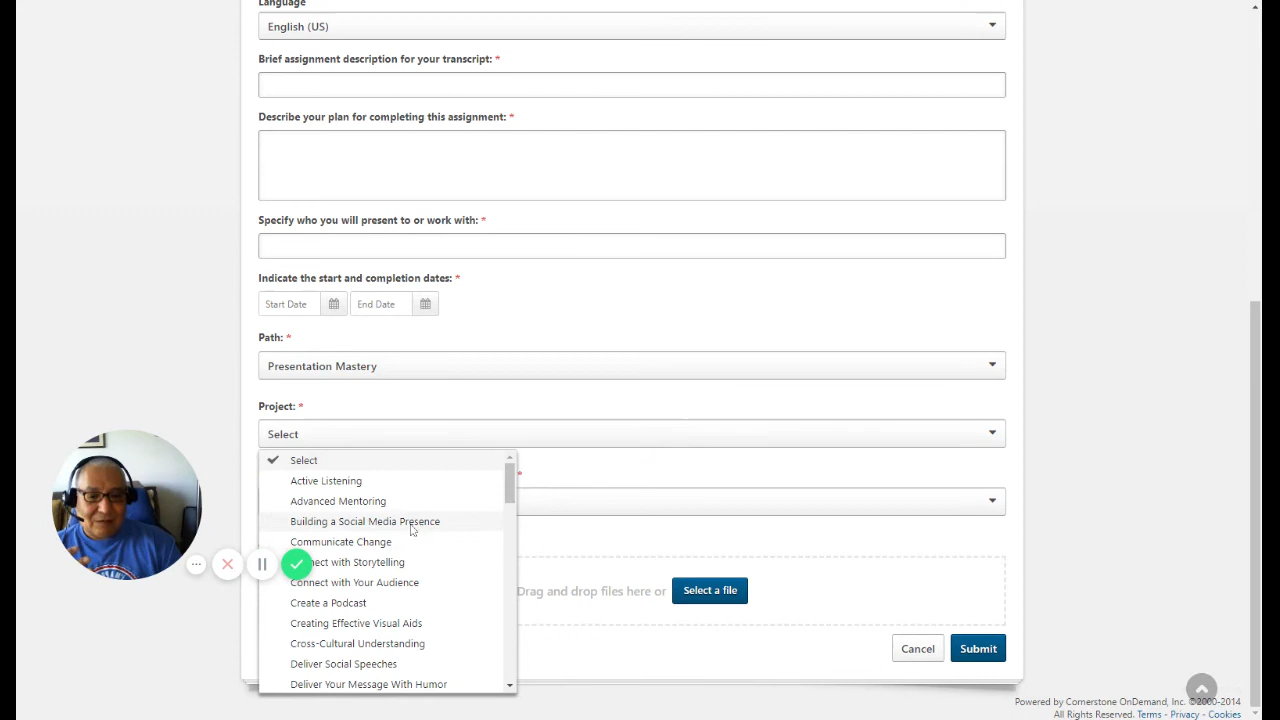 Language
English (US)
Brief assignment description for your transcript: *
Describe your plan for completing this assignment: *
Specify who you will present to or work with: *
Indicate the start and completion dates: *
Start Date End Date
Path: *
Presentation Mastery
Project: *
Select
Select
Active Listening
*
Advanced Mentoring
Building a Social Media Presence
Communicate Change
with Storytelling
Connect with Your Audience
Drag and drop files here or Select a file
Create a Podcast
Creating Effective Visual Aids
Cross-Cultural Understanding
Cancel Submit
Deliver Social Speeches
Deliver Your Message With Humor
Powered by Cornerstone OnDemand, Inc. ©2000-2014
All Rights Reserved. Terms - Privacy - Cookies